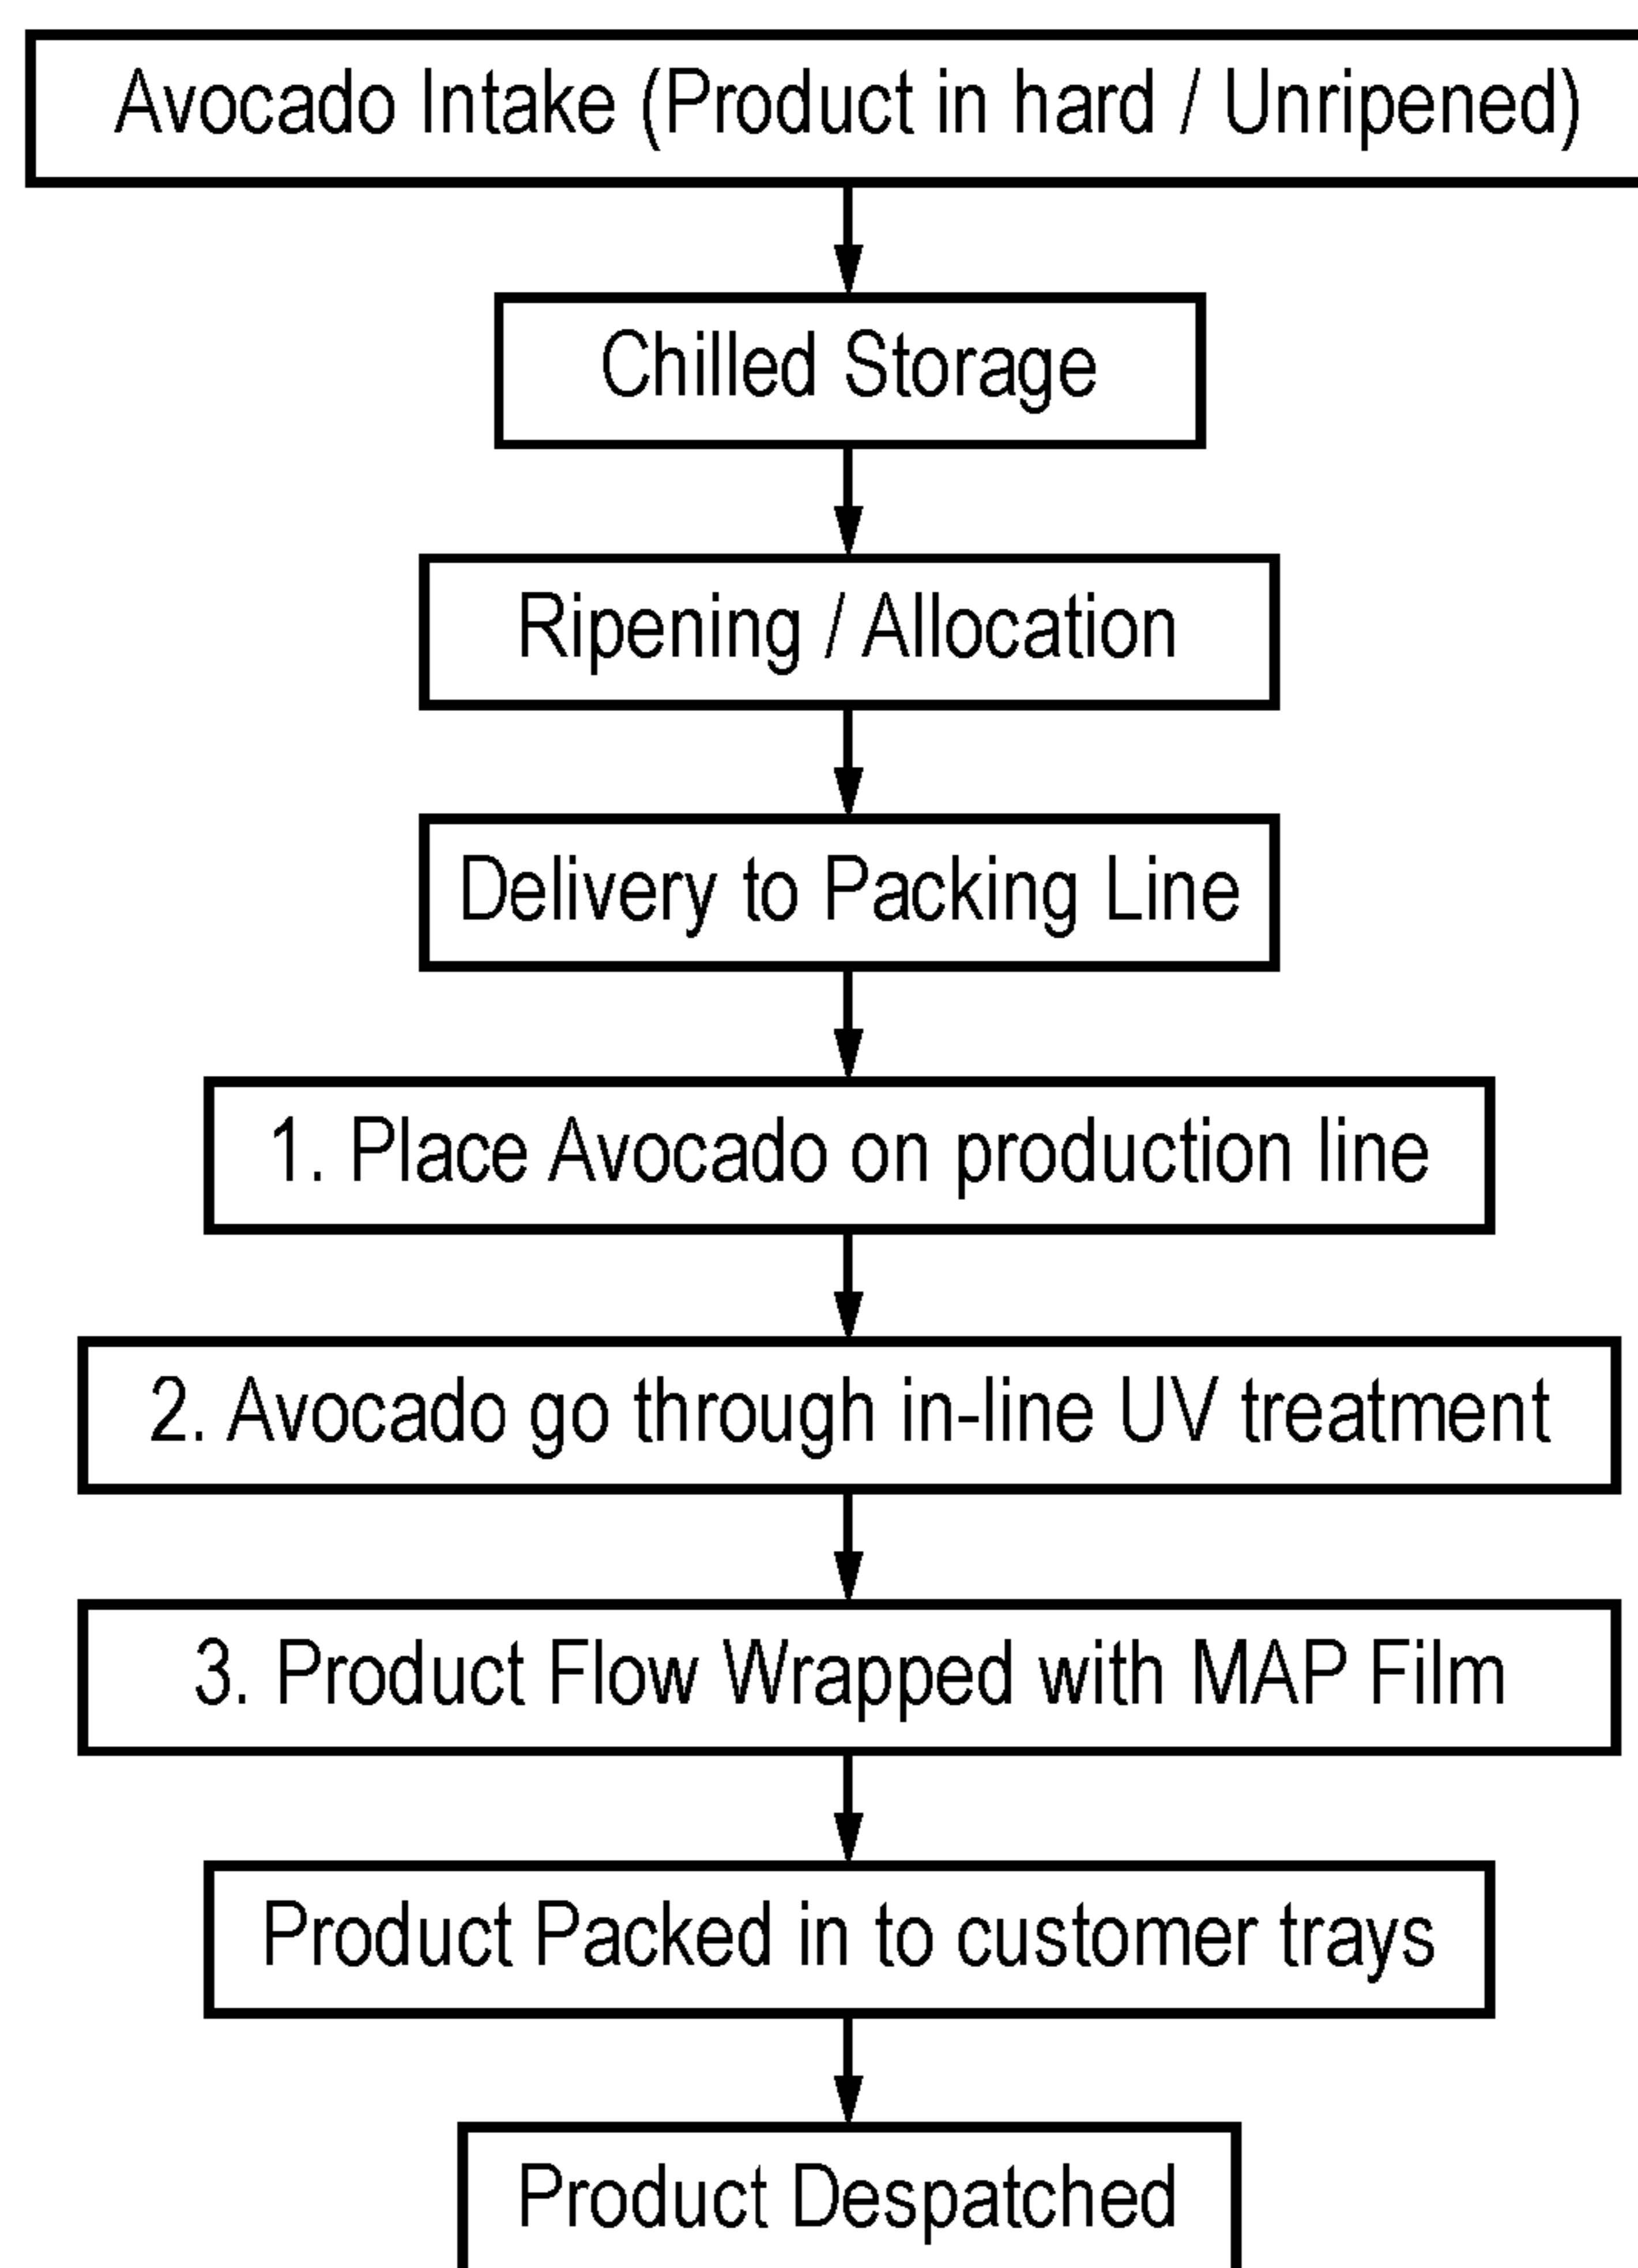 Avocado Intake (Product in hard / Unripened)
Chilled Storage
Ripening / Allocation
Delivery to Packing Line
1. Place Avocado on production line
2. Avocado go through in-line UV treatment
3. Product Flow Wrapped with MAP Film
Product Packed in to customer trays
Product Despatched